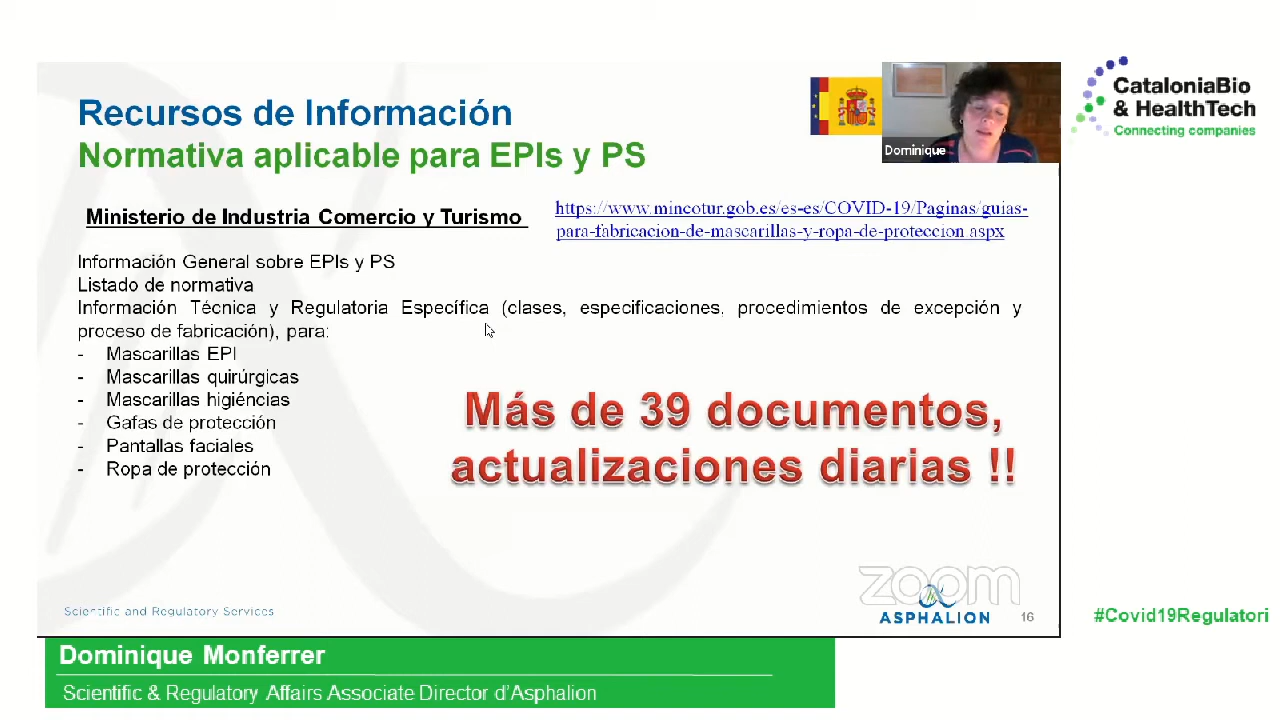 Recursos de Información
Normativa aplicable para EPIs y PS
Dominique
CataloniaBio
& HealthTech
Connecting companies
Ministerio de Industria Comercio y Turismo
https://www.mincotur.gob.es/es-es/COVID-19/Paginas/guias-
para-fabricacion-de-mascarillas-y-ropa-de-proteccion.aspx
Información General sobre EPIs y PS
Listado de normativa
Información Técnica y Regulatoria Específica (clases, especificaciones, procedimientos de excepción y
proceso de fabricación), para:
- Mascarillas EPI
- Mascarillas quirúrgicas
- Mascarillas higiéncias
- Gafas de protección
- Pantallas faciales
- Ropa de protección
Más de 39 documentos,
actualizaciones diarias !!
zoom
Scientific and Regulatory Services
ASPHALION
16
#Covid19Regulatori
Dominique Monferrer
Scientific & Regulatory Affairs Associate Director d'Asphalion